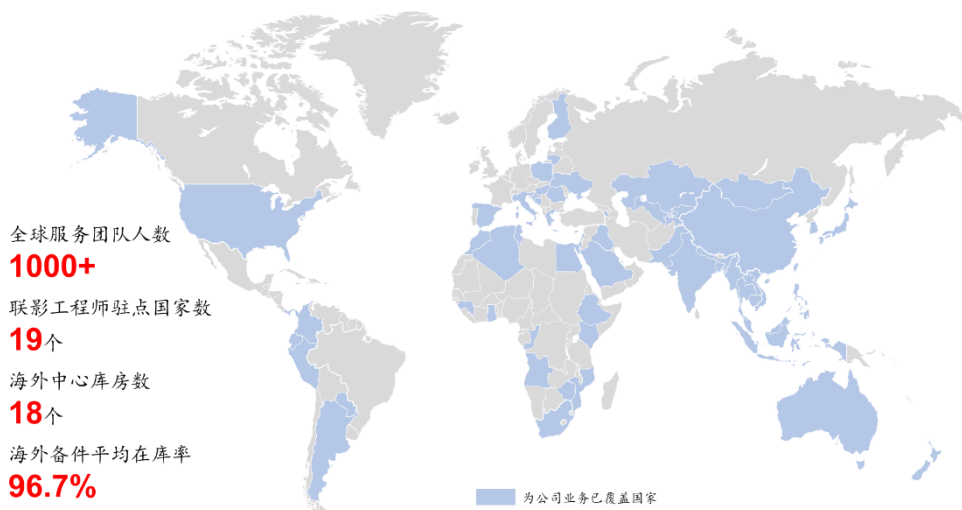 全球服务团队人数
1000+
联影工程师驻点国家数
19个
海外中心库房数
18个
海外备件平均在库率
96.7%
为公司业务已覆盖国家